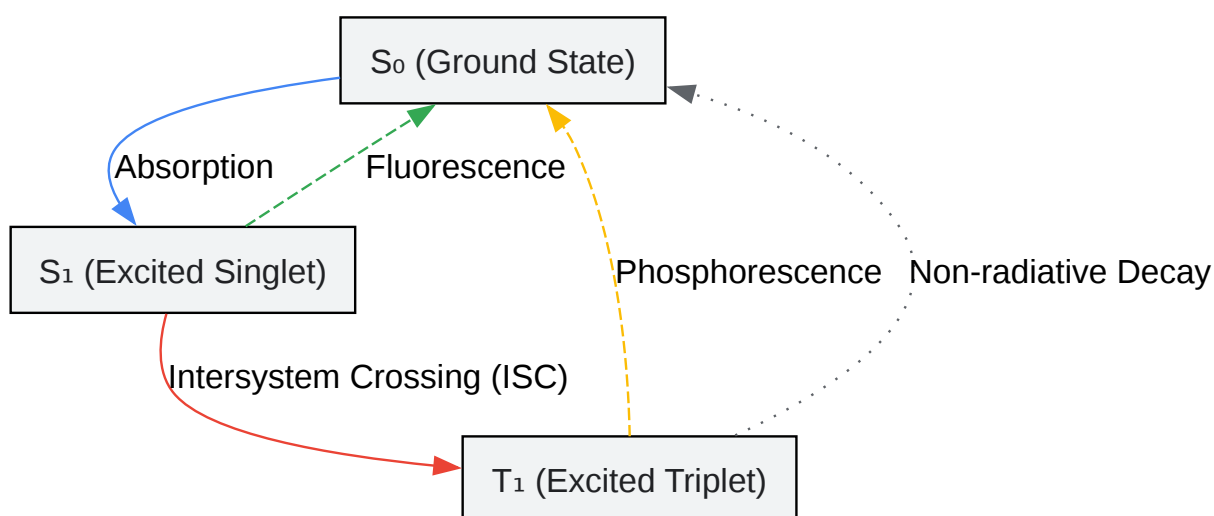 S₀ (Ground State)
Absorption
Fluorescence
S₁ (Excited Singlet)
Phosphorescence
Non-radiative Decay
Intersystem Crossing (ISC)
T₁ (Excited Triplet)